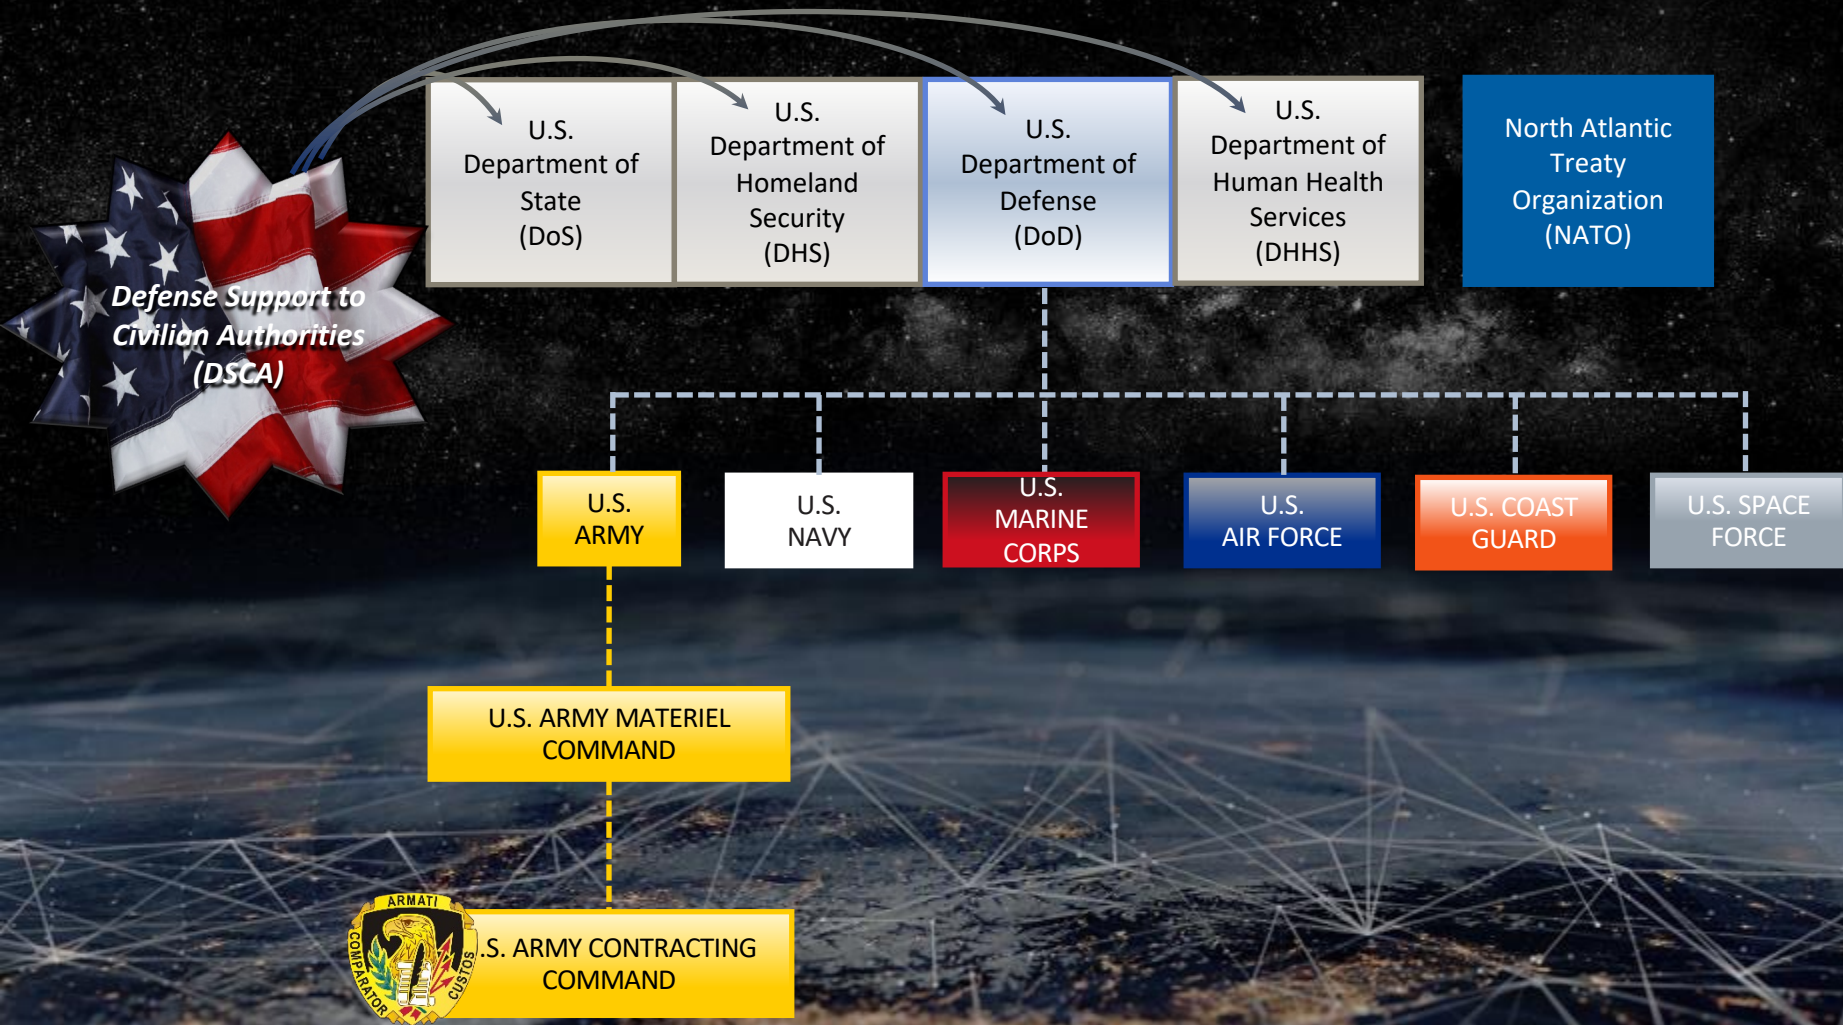 U.S.
Department of
State
(DoS)
U.S.
Department of
Homeland
Security
(DHS)
U.S.
Department of
Defense
(DoD)
U.S.
Department of
Human Health
Services
(DHHS)
North Atlantic
Treaty
Organization
(NATO)
Defense Support to
Civilian Authorities
(DSCA)
U.S.
ARMY
U.S.
NAVY
U.S.
MARINE
CORPS
U.S.
AIR FORCE
U.S. COAST
GUARD
U.S. SPACE
FORCE
U.S. ARMY MATERIEL
COMMAND
ARMATI
COMPARATOR
CUSTOS
.S. ARMY CONTRACTING
COMMAND